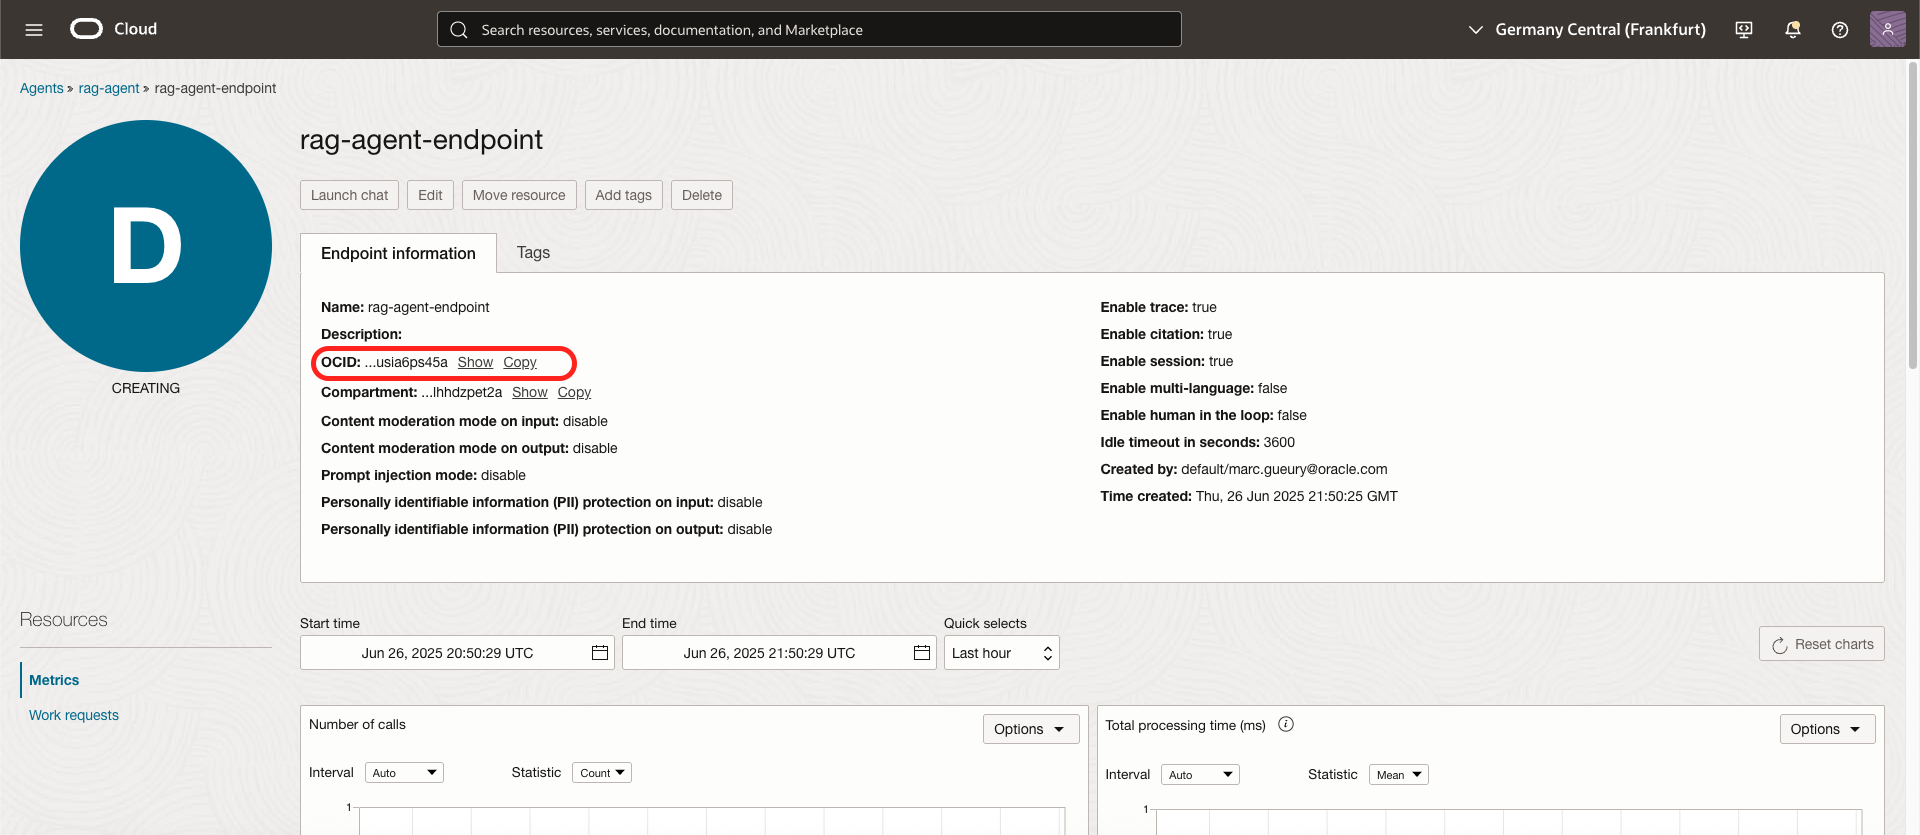 Cloud
Search resources, services, documentation, and Marketplace
Germany Central (Frankfurt)
Agents » rag-agent » rag-agent-endpoint
D
CREATING
rag-agent-endpoint
Launch chat Edit Move resource Add tags Delete
Endpoint information Tags
Name: rag-agent-endpoint
Description:
OCID: ...usia6ps45a Show Copy
Compartment: ...lhhdzpet2a Show Copy
Content moderation mode on input: disable
Content moderation mode on output: disable
Prompt injection mode: disable
Personally identifiable information (PII) protection on input: disable
Personally identifiable information (PII) protection on output: disable
Enable trace: true
Enable citation: true
Enable session: true
Enable multi-language: false
Enable human in the loop: false
Idle timeout in seconds: 3600
Created by: default/marc.gueury@oracle.com
Time created: Thu, 26 Jun 2025 21:50:25 GMT
Resources
Metrics
Work requests
Start time End time Quick selects
Jun 26, 2025 20:50:29 UTC Jun 26, 2025 21:50:29 UTC Last hour Reset charts
Number of calls Options
Interval Auto Statistic Count
1
Total processing time (ms) Options
Interval Auto Statistic Mean
1